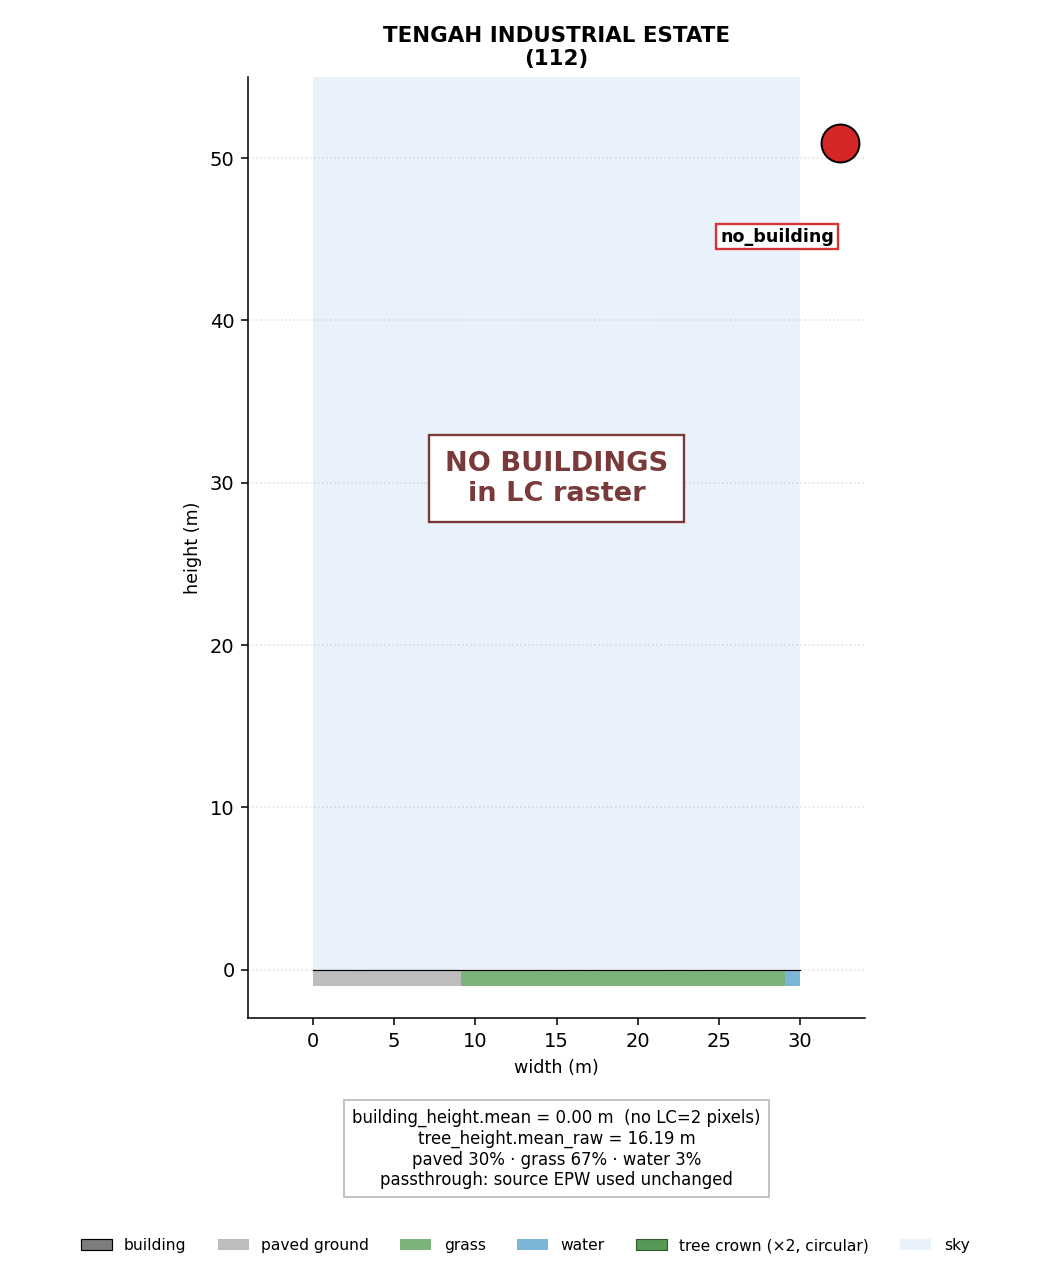 TENGAH INDUSTRIAL ESTATE
(112)
50
40
30
20
10
0
height (m)
no_building
NO BUILDINGS
in LC raster
0 5 10 15 20 25 30
width (m)
building_height.mean = 0.00 m (no LC=2 pixels)
tree_height.mean_raw = 16.19 m
paved 30% · grass 67% · water 3%
passthrough: source EPW used unchanged
building paved ground grass water tree crown (×2, circular) sky